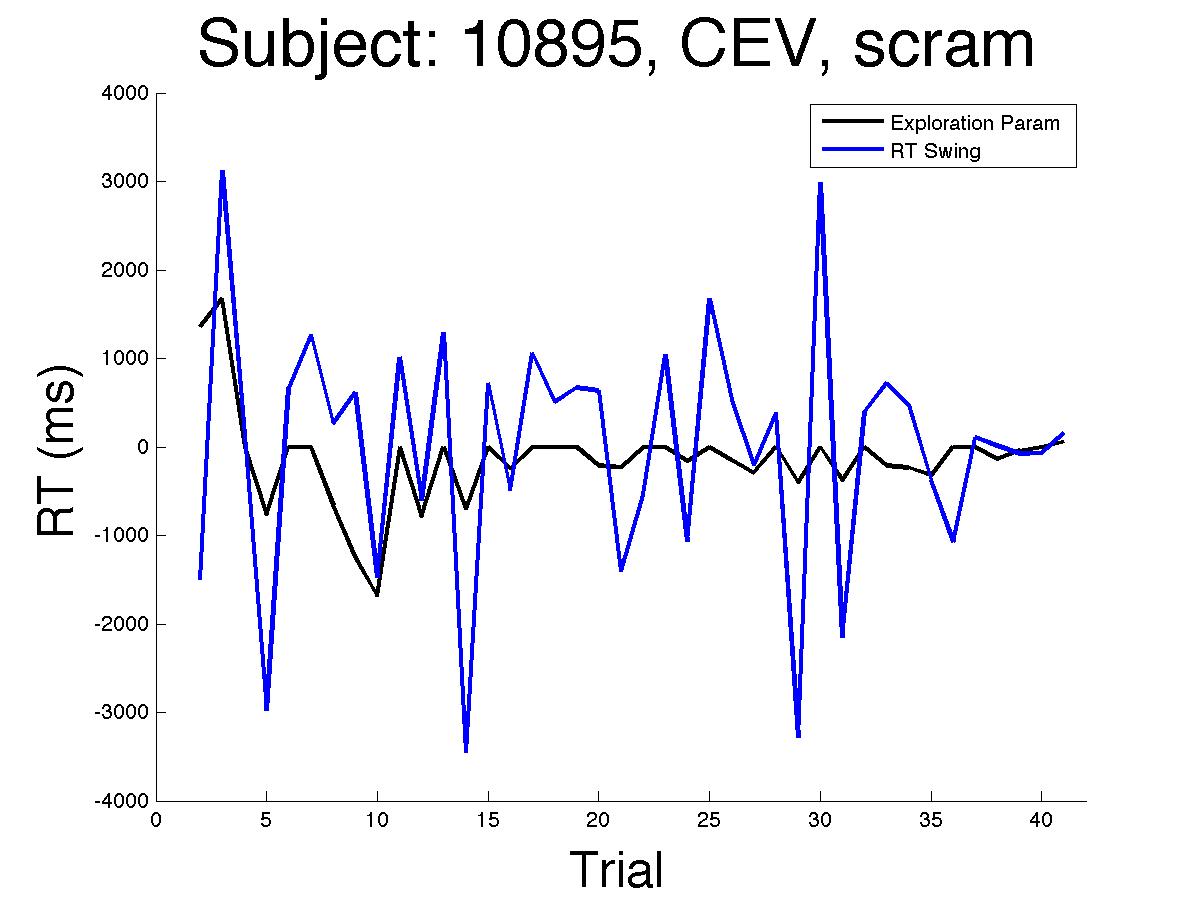 Subject: 10895, CEV, scram
4000
3000
2000
1000
0
-1000
-2000
-3000
-4000
RT (ms)
Exploration Param
RT Swing
0 5 10 15 20 25 30 35 40
Trial